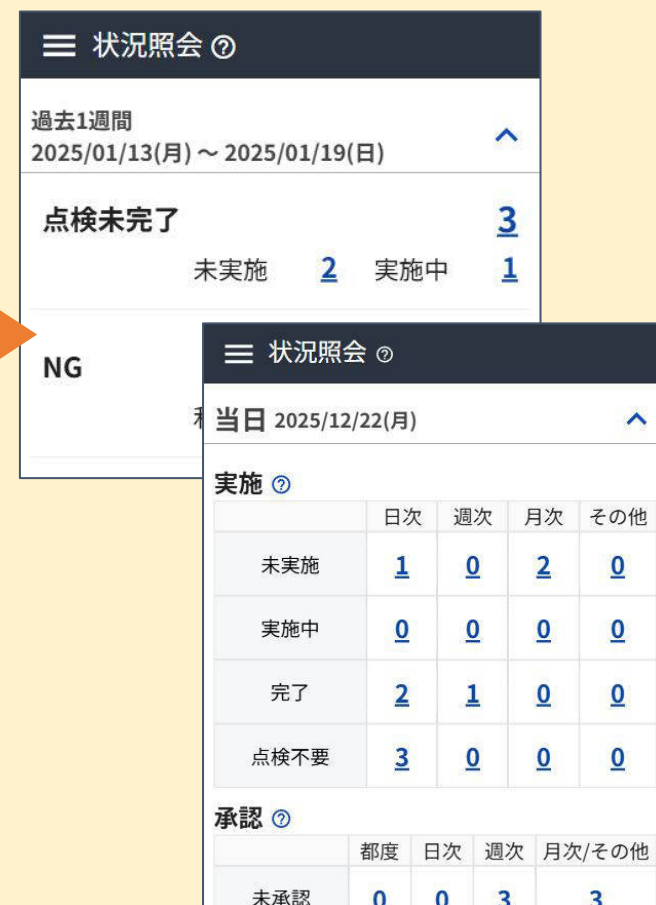 状況照会
過去1週間
2025/01/13(月) ～ 2025/01/19(日)
点検未完了 3
未実施 2 実施中 1
NG
状況照会
当日 2025/12/22(月)
実施
日次 週次 月次 その他
未実施 1 0 2 0
実施中 0 0 0 0
完了 2 1 0 0
点検不要 3 0 0 0
承認
都度 日次 週次 月次/その他
未承認 0 0 3 3